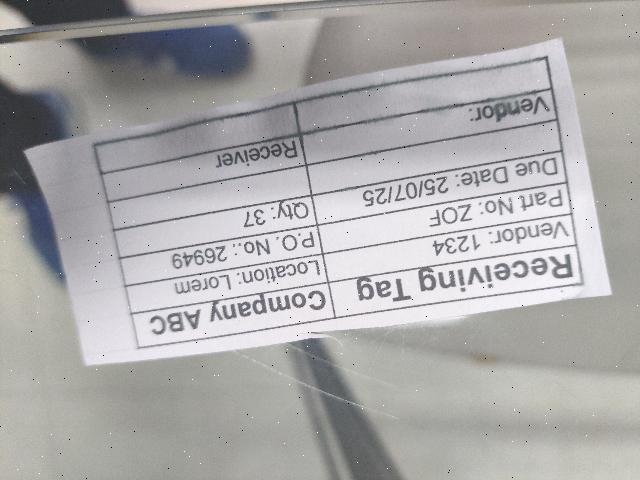 Receiving Tag Company ABC
Vendor: 1234 Location: Lorem
Part No: ZOF P.O. No.: 26949
Due Date: 25/07/25 Qty: 37
Vendor: Receiver